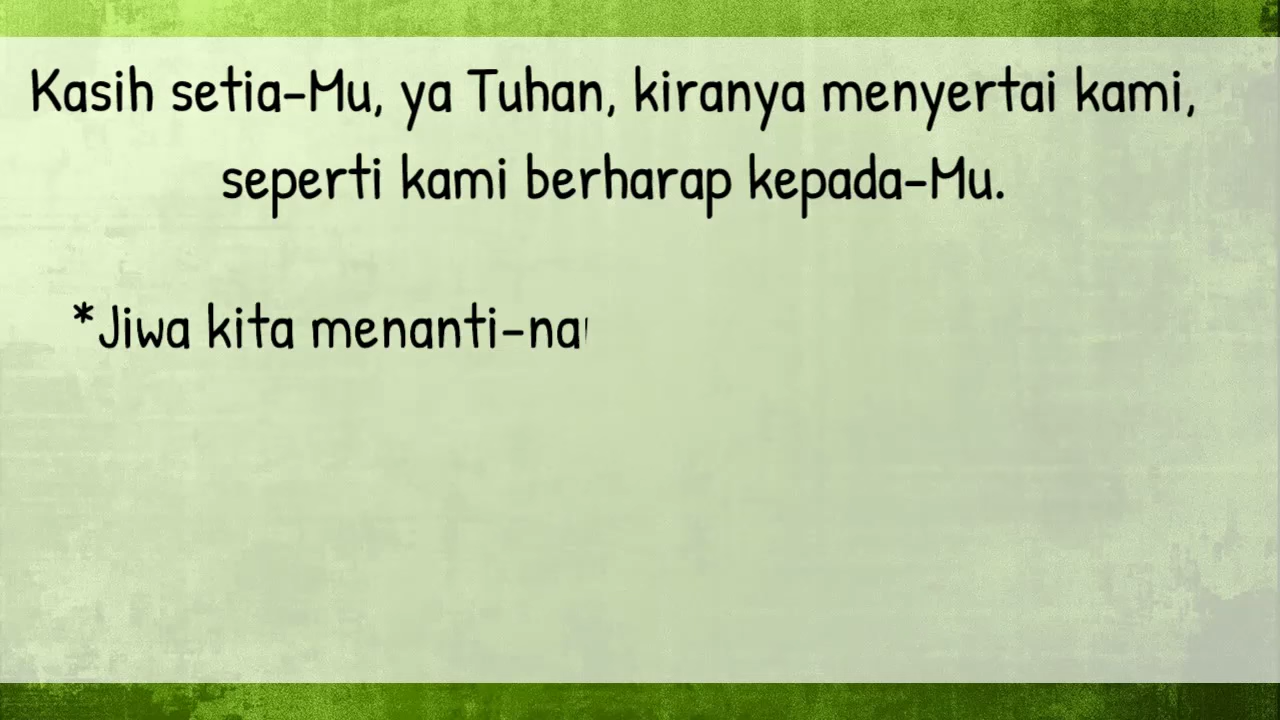 Kasih setia-Mu, ya Tuhan, kiranya menyertai kami,
seperti kami berharap kepada-Mu.
*Jiwa kita menanti-na